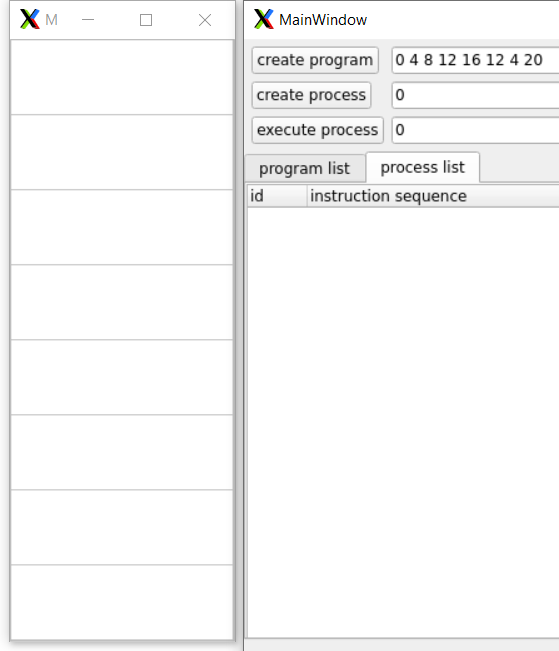 M
MainWindow
create program 0 4 8 12 16 12 4 20
create process 0
execute process 0
program list process list
id instruction sequence